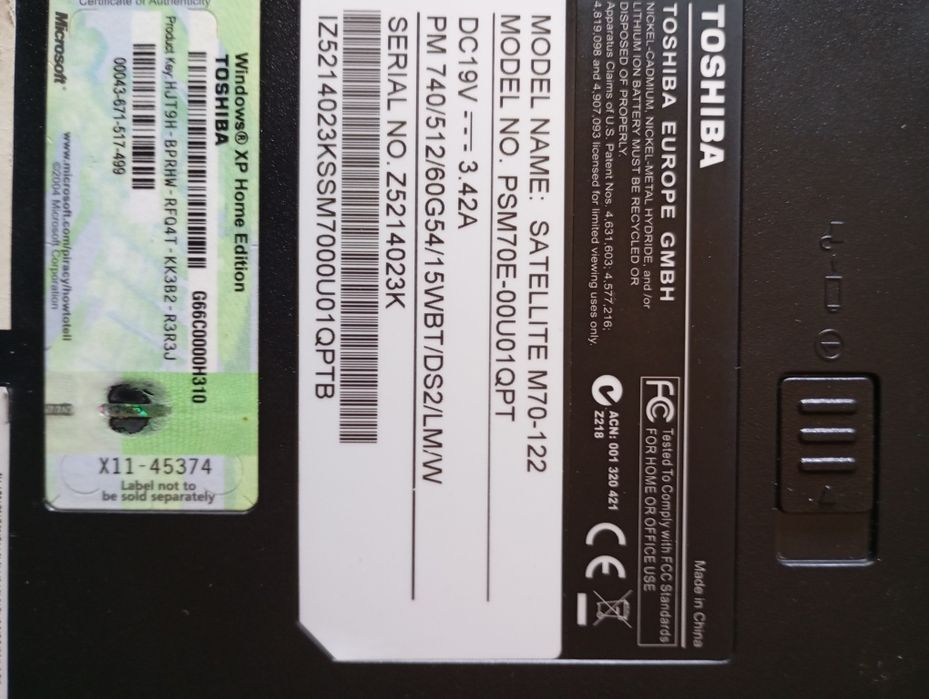 TOSHIBA
TOSHIBA EUROPE GMBH
NICKEL-CADMIUM, NICKEL-METAL HYDRIDE, and /or
LITHIUM ION BATTERY MUST BE RECYCLED OR
DISPOSED OF PROPERLY.
Apparatus Claims of U.S. Patent Nos. 4,631,603; 4,577,216;
4,819,098 and 4,907,093 licensed for limited viewing uses only.
Made in China
FC Tested To Comply with FCC Standards
FOR HOME OR OFFICE USE
ACN: 001 320 421
Z218
CE
MODEL NAME: SATELLITE M70-122
MODEL NO. PSM70E-00U01QPT
DC19V 3.42A
PM 740/512/60G54/15WBT/DS2/LM/W
SERIAL NO. Z5214023K
IZ5214023KSSM7000U01QPTB
Windows® XP Home Edition
TOSHIBA
G66C0000H310
Product Key: HJT9H-BPRHW-RFQ4T-KK3B2-R3R3J
00043-671-517-499
Certificate of Authenticity
Microsoft®
www.microsoft.com/piracy/howtotell
©2004 Microsoft Corporation
X11-45374
Label not to
be sold separately